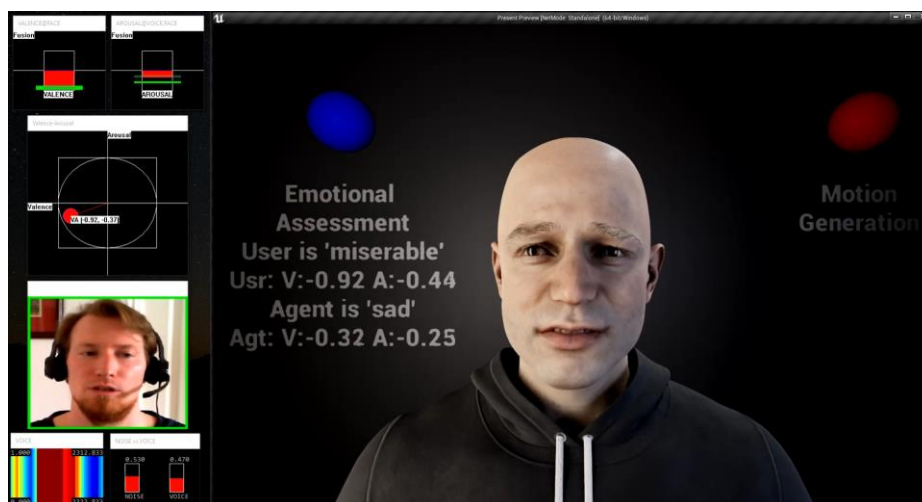 VALENCE@FACE
AROUSAL@VOICE;FACE
Present Preview [NetMode: Standalone] (64-bit/Windows)
Fusion
Fusion
VALENCE
AROUSAL
Valence-Arousal
Arousal
Valence
VA [-0.92, -0.37]
Emotional
Assessment
User is 'miserable'
Usr: V:-0.92 A:-0.44
Agent is 'sad'
Agt: V:-0.32 A:-0.25
Motion
Generation
VOICE
NOISE vs VOICE
1.000
2312.833
0.530
0.470
NOISE
VOICE